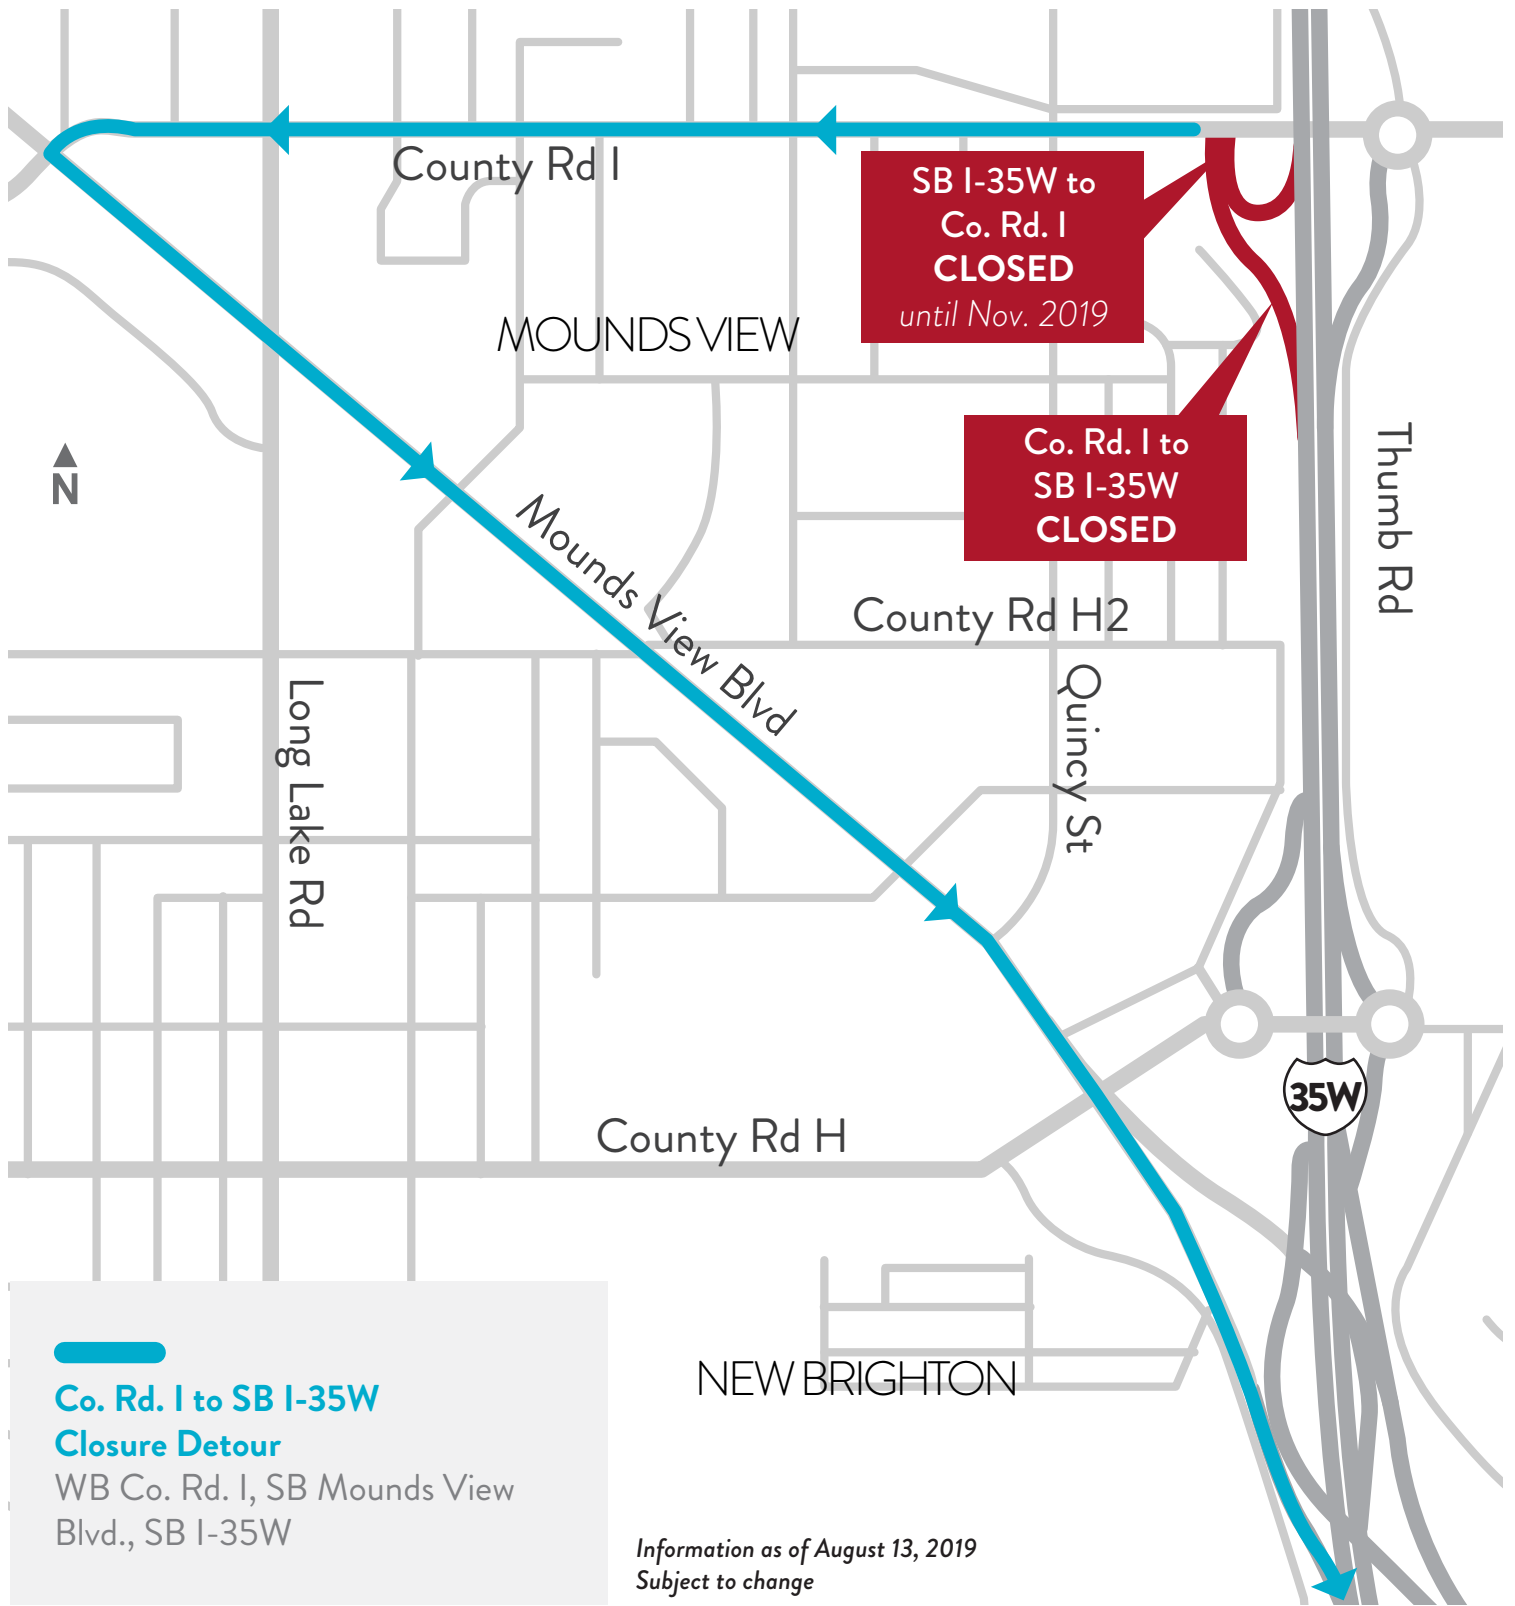 County Rd I
SB I-35W to
Co. Rd. I
CLOSED
until Nov. 2019
MOUNDS VIEW
Co. Rd. I to
SB I-35W
CLOSED
Thumb Rd
N
Mounds View Blvd
County Rd H2
Quincy St
Long Lake Rd
35W
County Rd H
NEW BRIGHTON
Co. Rd. I to SB I-35W
Closure Detour
WB Co. Rd. I, SB Mounds View
Blvd., SB I-35W
Information as of August 13, 2019
Subject to change